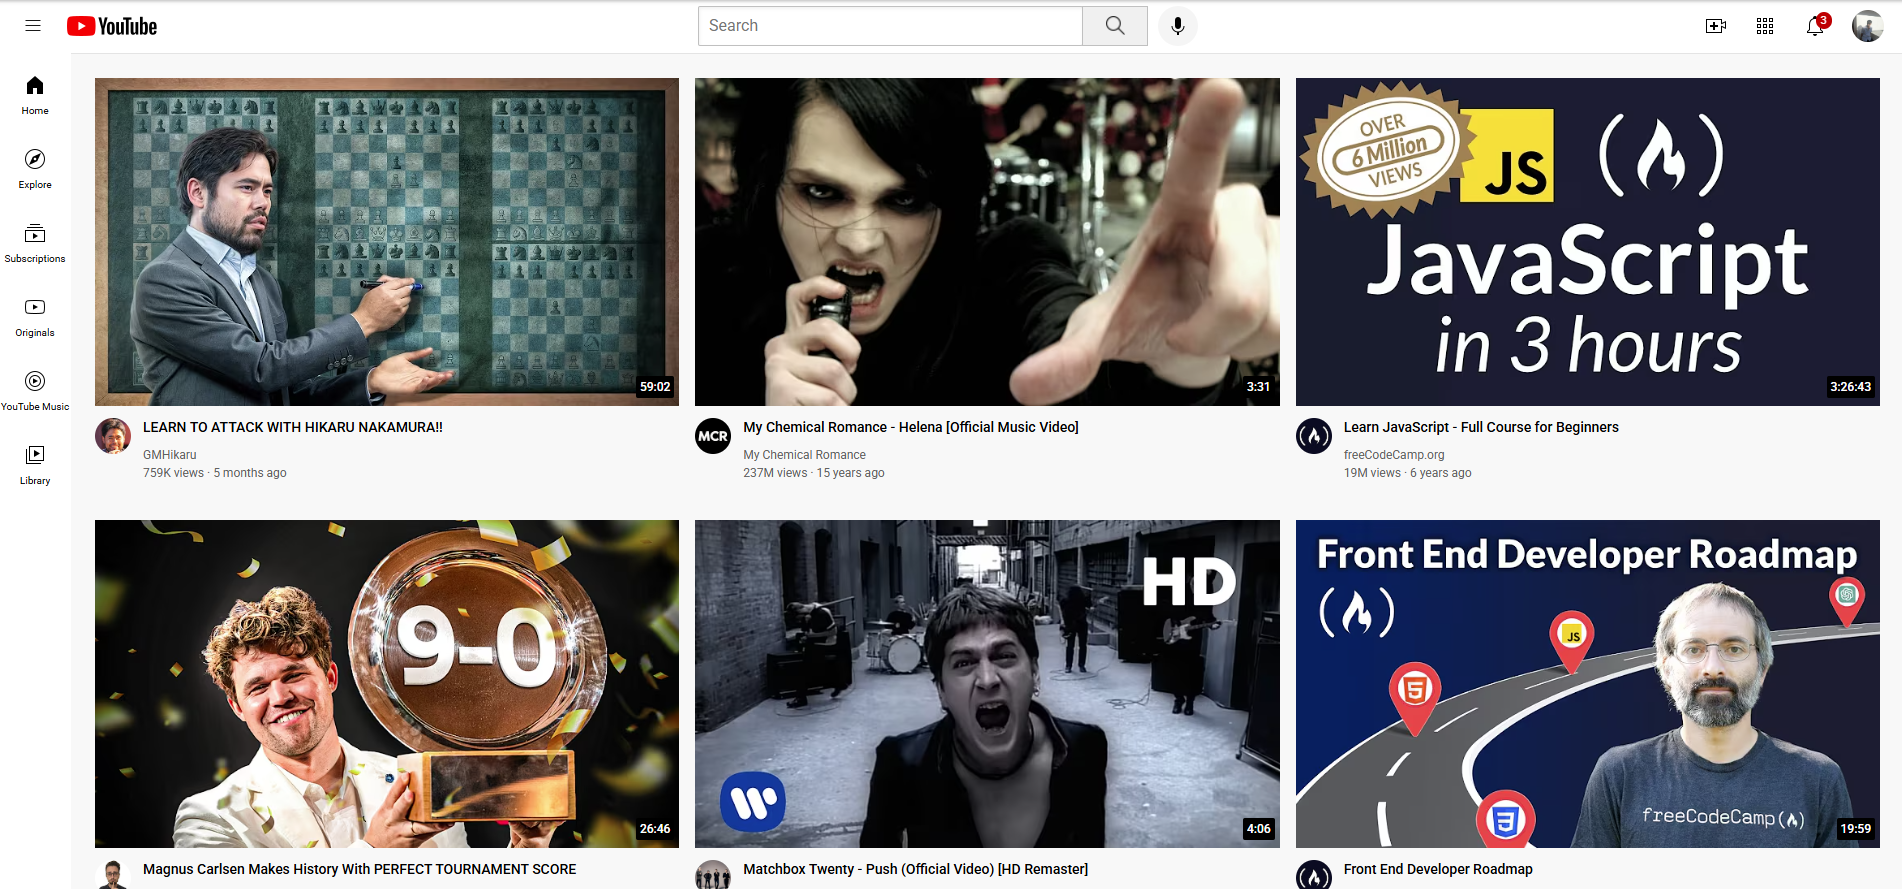 YouTube
Search
3
Home
Explore
Subscriptions
Originals
YouTube Music
Library
59:02
LEARN TO ATTACK WITH HIKARU NAKAMURA!!
GMHikaru
759K views · 5 months ago
3:31
MCR
My Chemical Romance - Helena [Official Music Video]
My Chemical Romance
237M views · 15 years ago
OVER
6 Million
VIEWS
JS
JavaScript
in 3 hours
3:26:43
Learn JavaScript - Full Course for Beginners
freeCodeCamp.org
19M views · 6 years ago
9-0
26:46
Magnus Carlsen Makes History With PERFECT TOURNAMENT SCORE
HD
4:06
Matchbox Twenty - Push (Official Video) [HD Remaster]
Front End Developer Roadmap
JS
5
3
freeCodeCamp
19:59
Front End Developer Roadmap